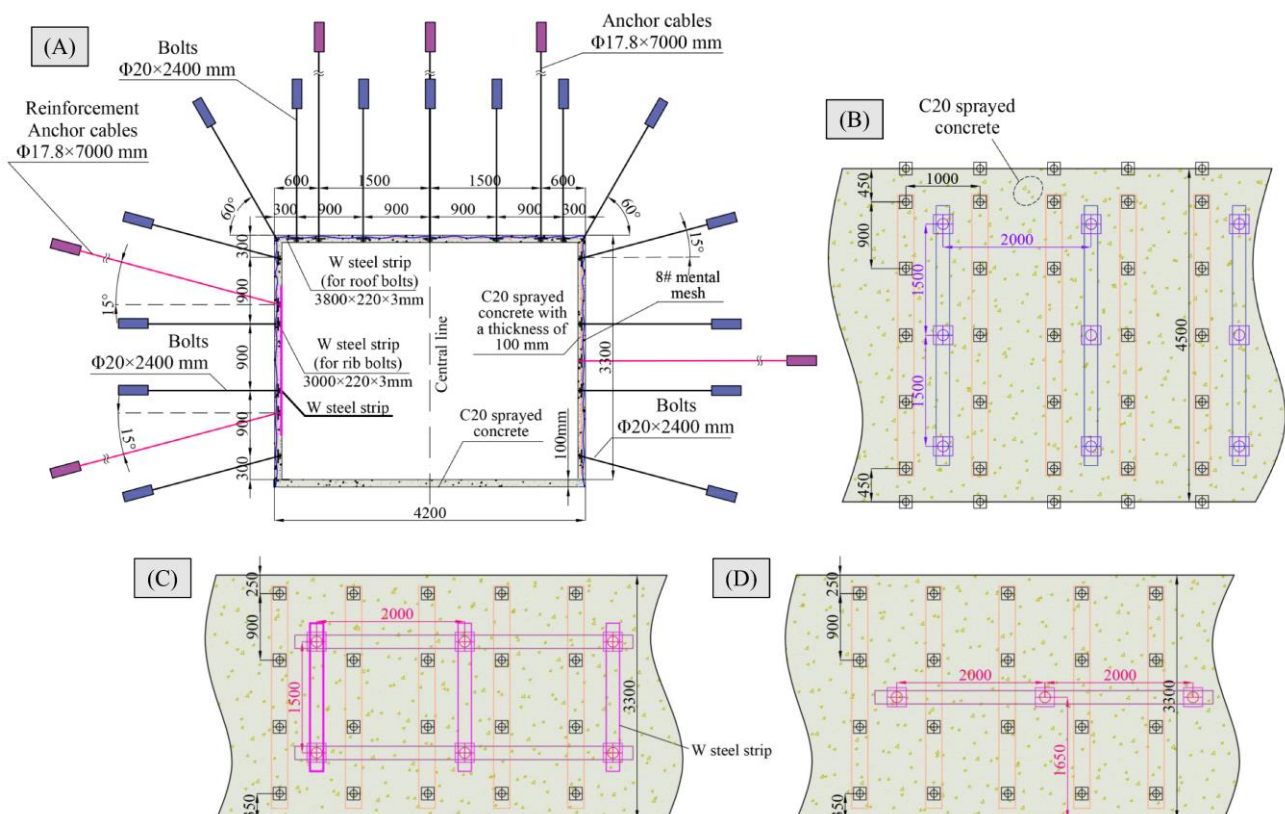 (A)
Bolts
Φ20×2400 mm
Anchor cables
Φ17.8×7000 mm
Reinforcement
Anchor cables
Φ17.8×7000 mm
600
1500
1500
600
300
900
900
900
900
300
60°
60°
15°
15°
15°
300
900
900
900
300
W steel strip
(for roof bolts)
3800×220×3mm
W steel strip
(for rib bolts)
3000×220×3mm
W steel strip
Bolts
Φ20×2400 mm
Central line
C20 sprayed
concrete with
a thickness of
100 mm
8# mental
mesh
3300
C20 sprayed
concrete
100mm
Bolts
Φ20×2400 mm
4200
(B)
C20 sprayed
concrete
450
1000
900
2000
1500
1500
4500
450
(C)
250
900
2000
1500
3300
W steel strip
(D)
250
900
2000
2000
1650
3300